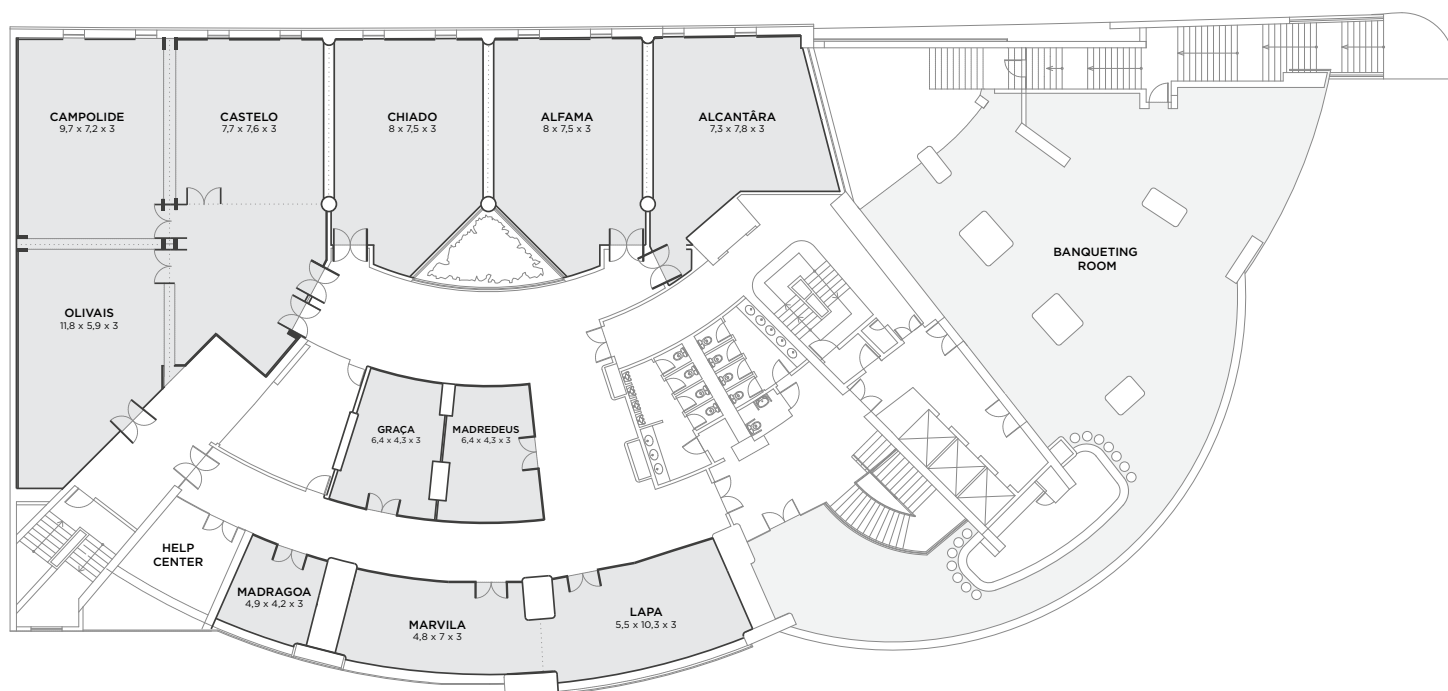 CAMPOLIDE
9,7 x 7,2 x 3
CASTELO
7,7 x 7,6 x 3
CHIADO
8 x 7,5 x 3
ALFAMA
8 x 7,5 x 3
ALCANTÂRA
7,3 x 7,8 x 3
BANQUETING
ROOM
OLIVAIS
11,8 x 5,9 x 3
GRAÇA
6,4 x 4,3 x 3
MADREDEUS
6,4 x 4,3 x 3
HELP
CENTER
MADRAGOA
4,9 x 4,2 x 3
MARVILA
4,8 x 7 x 3
LAPA
5,5 x 10,3 x 3